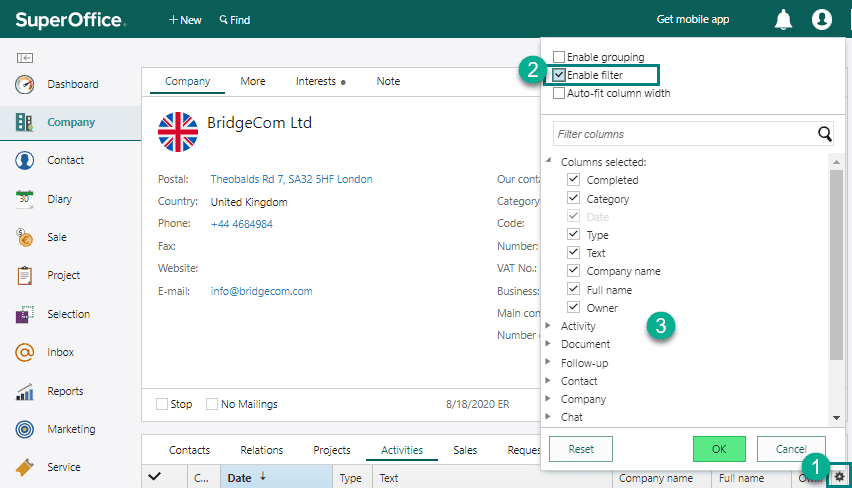 SuperOffice.
+ New
Find
Get mobile app
Dashboard
Company
Contact
30
Diary
Sale
Project
Selection
Inbox
Reports
Marketing
Service
Company
More
Interests
Note
BridgeCom Ltd
Postal: Theobalds Rd 7, SA32 5HF London
Country: United Kingdom
Phone: +44 4684984
Fax:
Website:
E-mail: info@bridgecom.com
Our conta
Category
Code:
Number:
VAT No.:
Business:
Main con
Number o
Stop
No Mailings
8/18/2020 ER
Contacts
Relations
Projects
Activities
Sales
Reque
C...
Date
Type
Text
Company name
Full name
Enable grouping
2
Enable filter
Auto-fit column width
Filter columns
Columns selected:
Completed
Category
Date
Type
Text
Company name
Full name
Owner
Activity
3
Document
Follow-up
Contact
Company
Chat
Reset
OK
Cancel
1